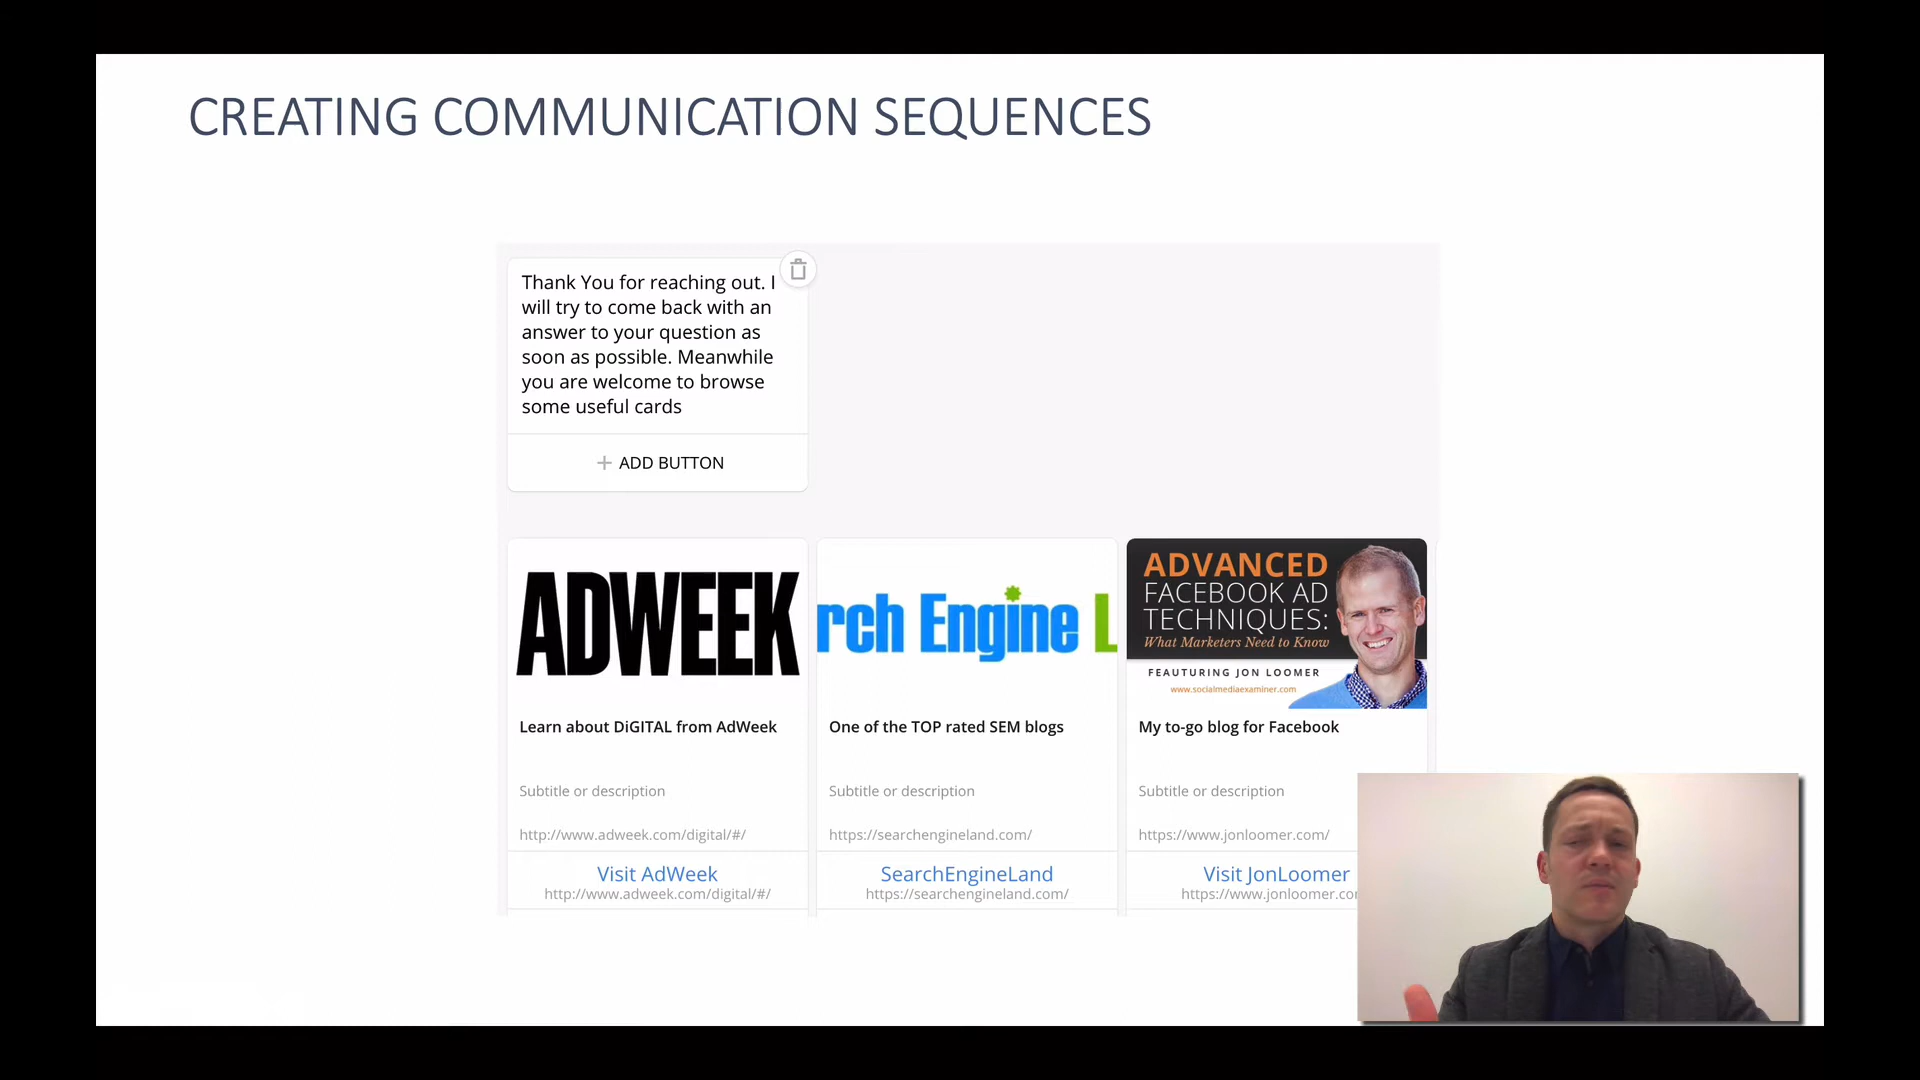 CREATING COMMUNICATION SEQUENCES
Thank You for reaching out. I
will try to come back with an
answer to your question as
soon as possible. Meanwhile
you are welcome to browse
some useful cards
+ ADD BUTTON
ADWEEK
Learn about DiGITAL from AdWeek
Subtitle or description
http://www.adweek.com/digital/#/
Visit AdWeek
http://www.adweek.com/digital/#/
rch Engine L
One of the TOP rated SEM blogs
Subtitle or description
https://searchengineland.com/
SearchEngineLand
https://searchengineland.com/
ADVANCED
FACEBOOK AD
TECHNIQUES:
What Marketers Need to Know
FEAUTURING JON LOOMER
www.socialmediaexaminer.com
My to-go blog for Facebook
Subtitle or description
https://www.jonloomer.com/
Visit JonLoomer
https://www.jonloomer.co